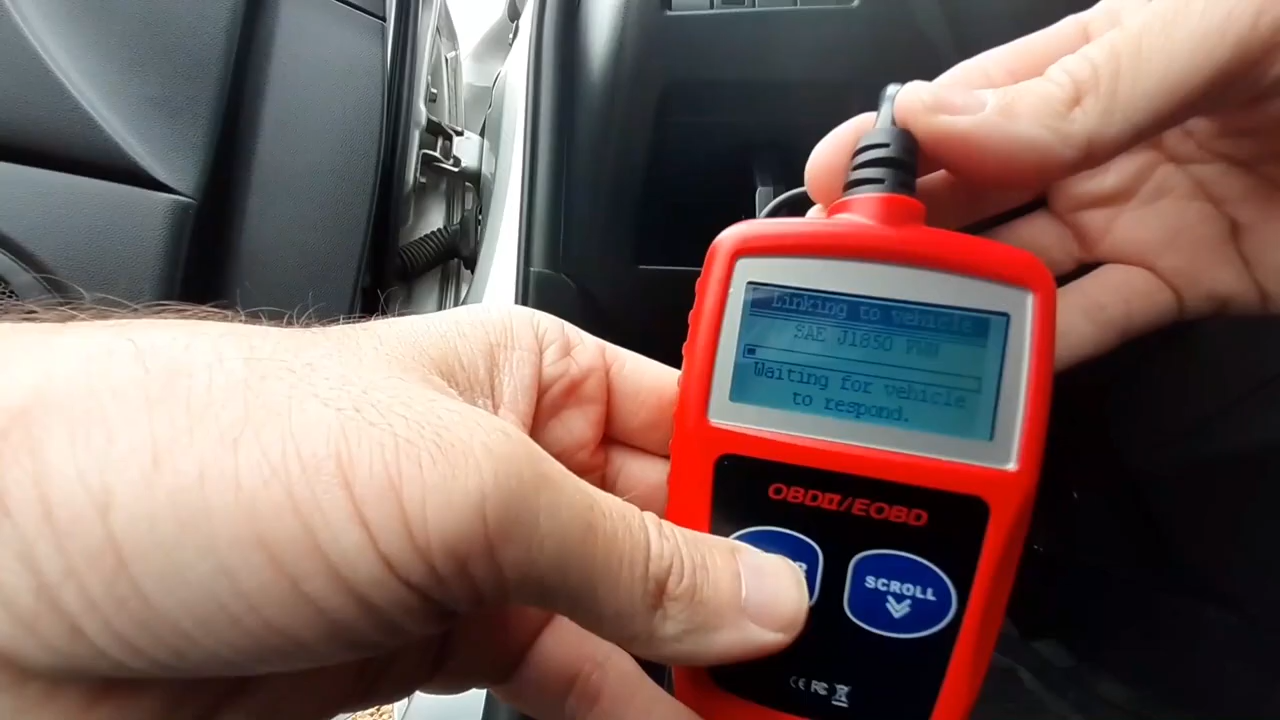 Linking to vehicle
SAE J1850 PWM
Waiting for vehicle
to respond.
OBDII/EOBD
SCROLL
CE FC